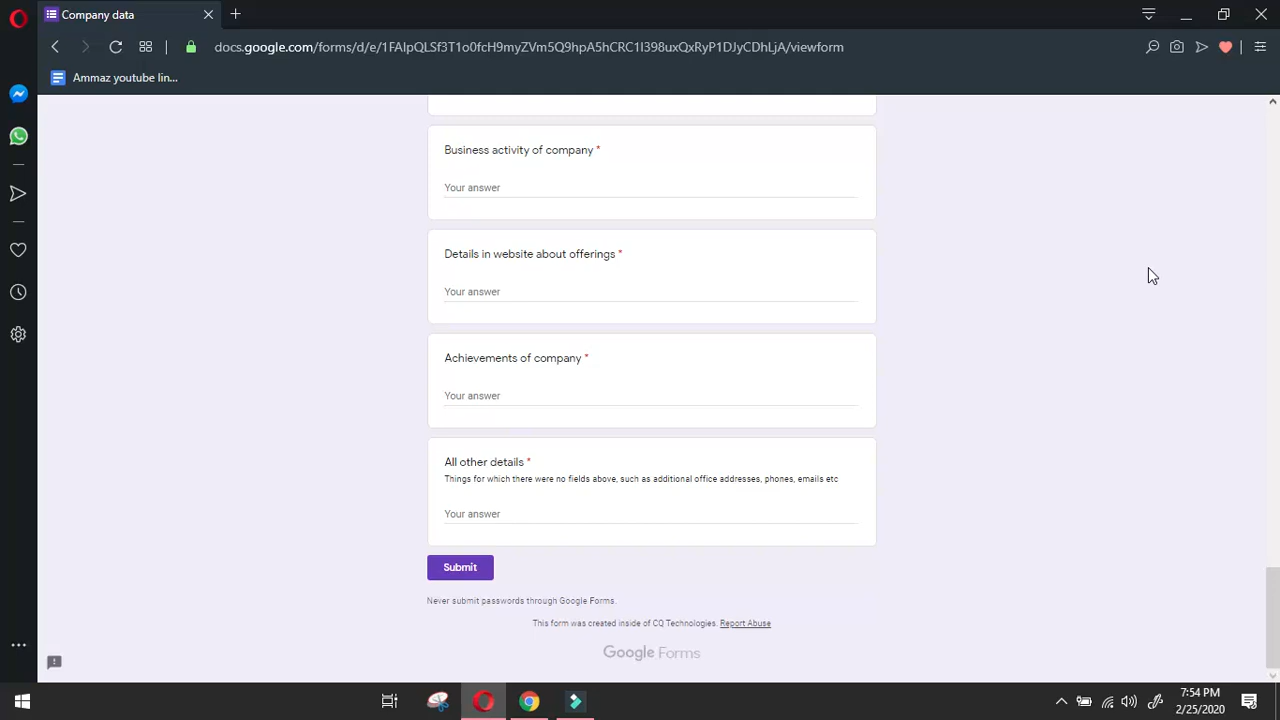 Company data
docs.google.com/forms/d/e/1FAIpQLSf3T1o0fcH9myZVm5Q9hpA5hCRC1I398uxQxRyP1DJyCDhLjA/viewform
Ammaz youtube lin...
Business activity of company *
Your answer
Details in website about offerings *
Your answer
Achievements of company *
Your answer
All other details *
Things for which there were no fields above, such as additional office addresses, phones, emails etc
Your answer
Submit
Never submit passwords through Google Forms.
This form was created inside of CQ Technologies. Report Abuse
Google Forms
7:54 PM
2/25/2020